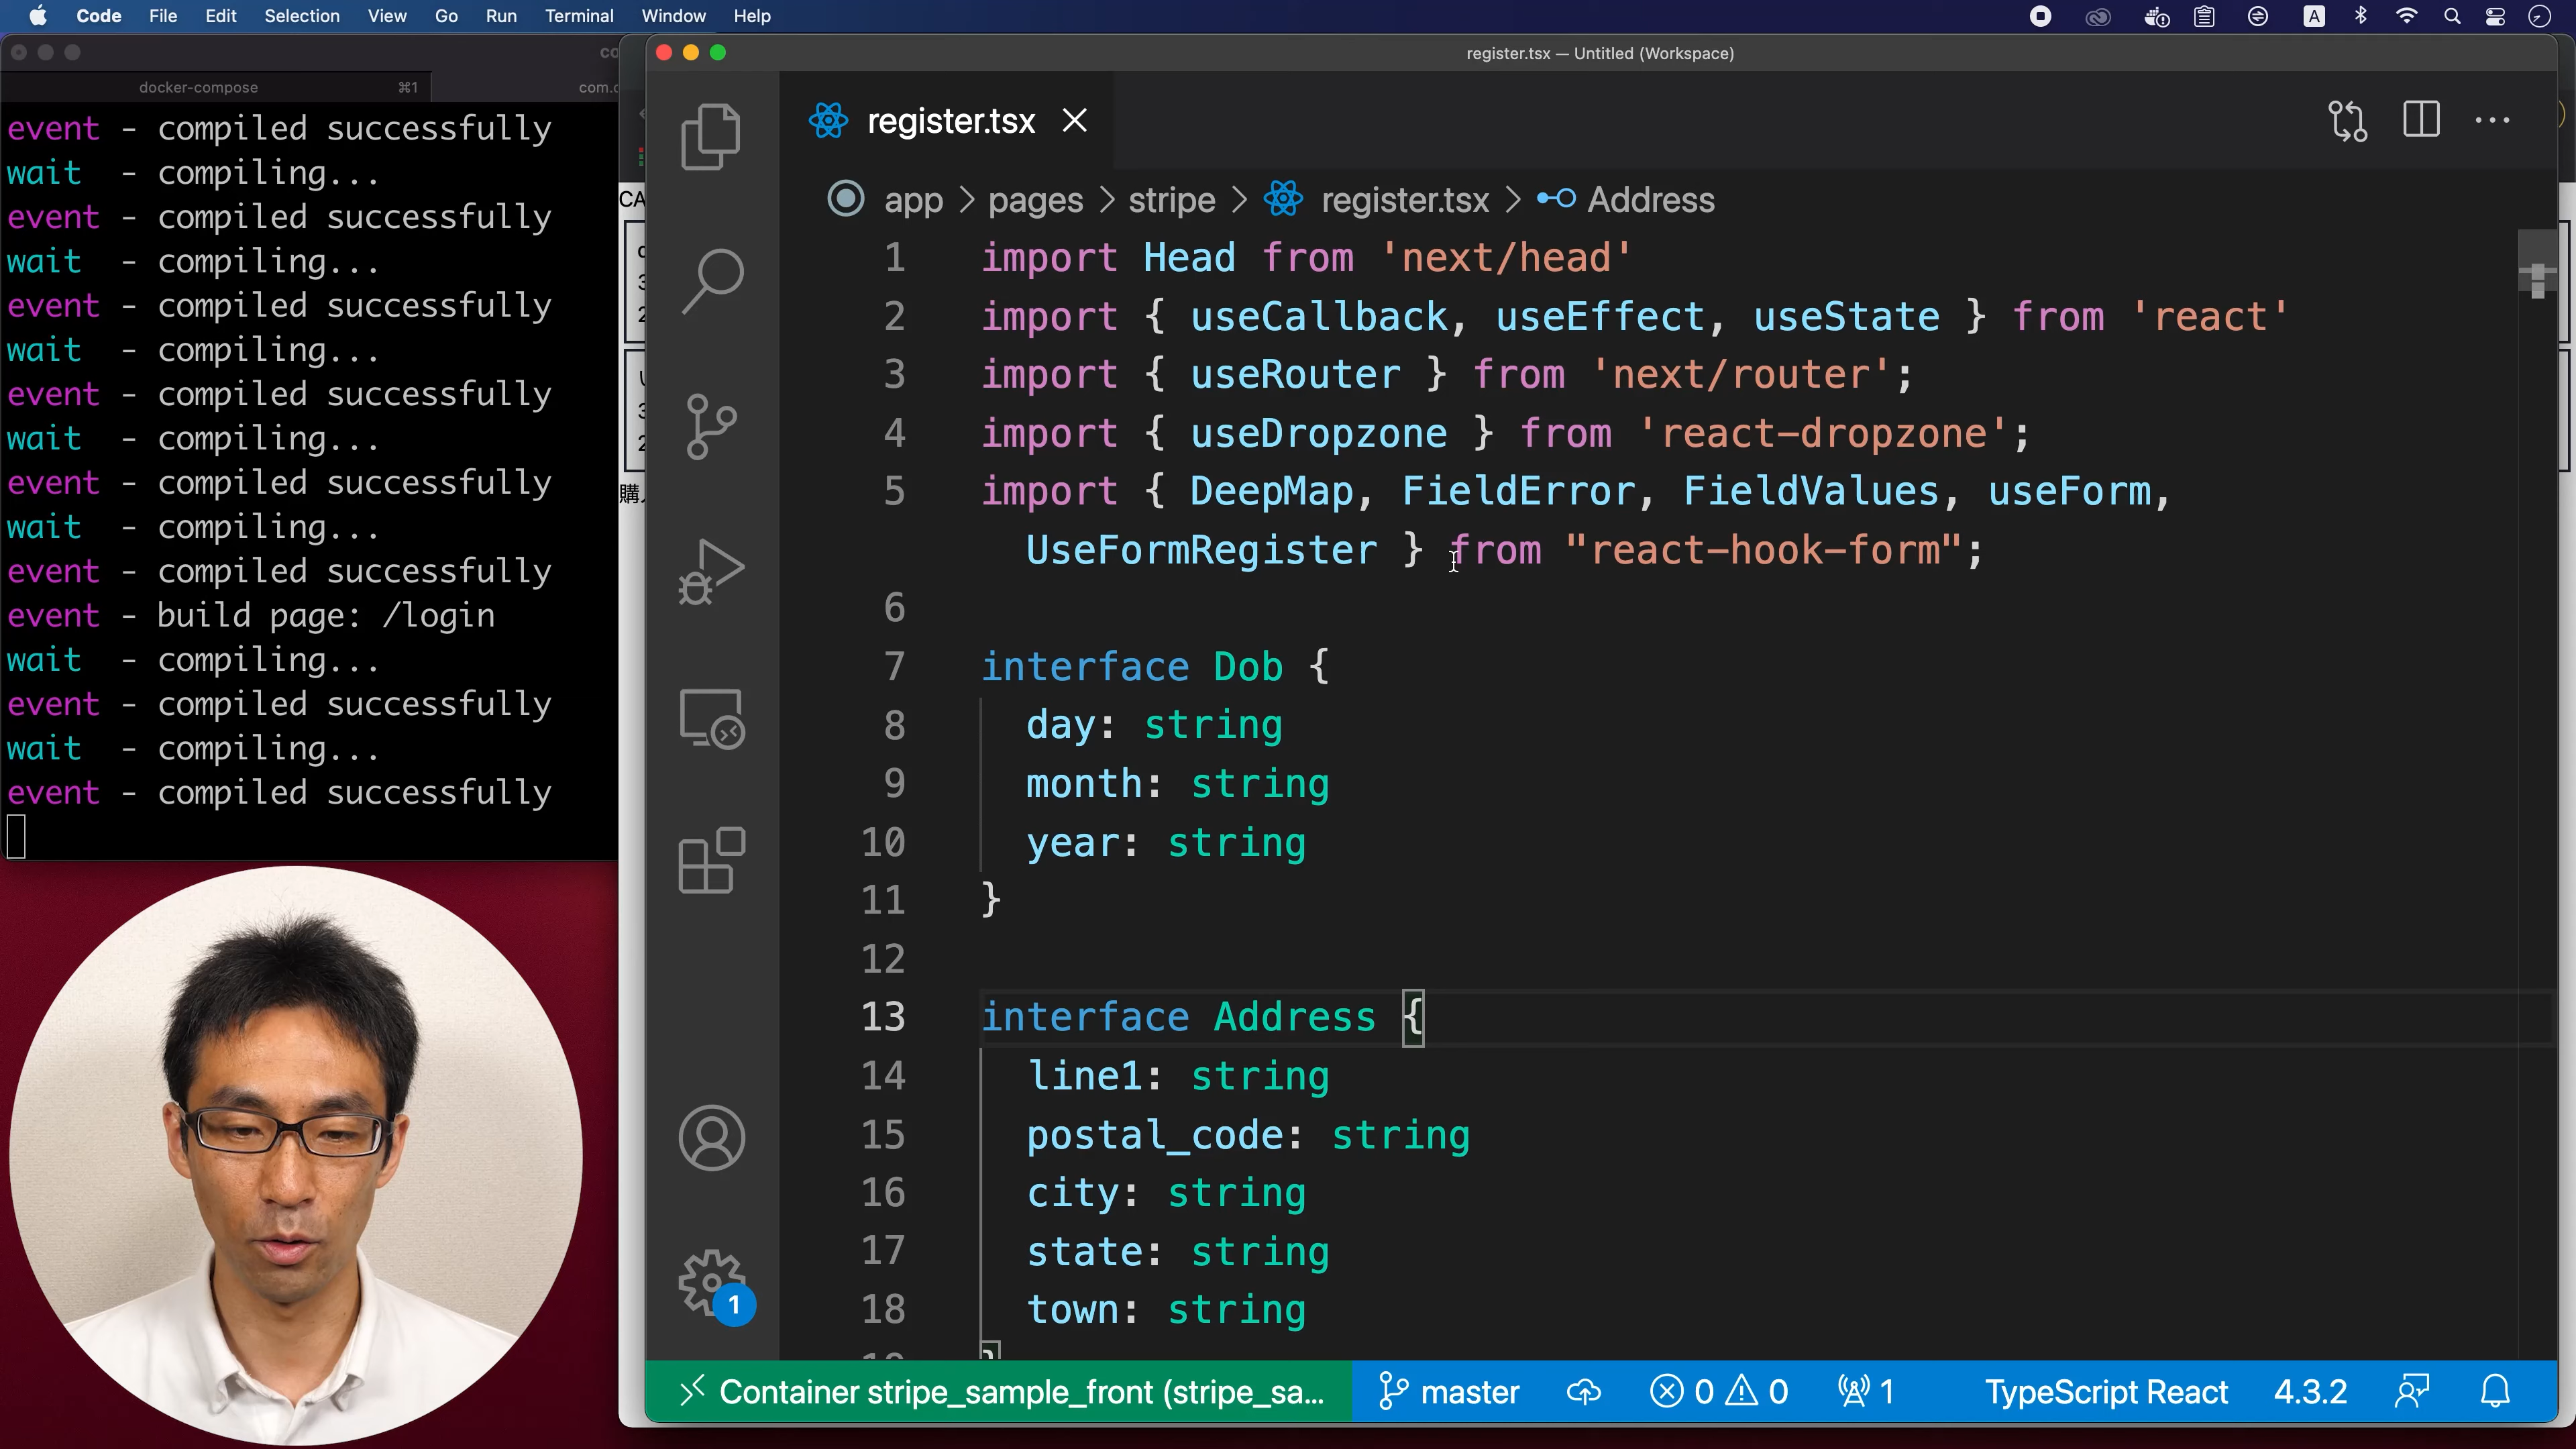 Code File Edit Selection View Go Run Terminal Window Help
A
docker-compose ⌘1
event - compiled successfully
wait - compiling...
event - compiled successfully
wait - compiling...
event - compiled successfully
wait - compiling...
event - compiled successfully
wait - compiling...
event - compiled successfully
wait - compiling...
event - compiled successfully
event - build page: /login
wait - compiling...
event - compiled successfully
wait - compiling...
event - compiled successfully
CA
購入
register.tsx — Untitled (Workspace)
register.tsx
app > pages > stripe > register.tsx > Address
1 import Head from 'next/head'
2 import { useCallback, useEffect, useState } from 'react'
3 import { useRouter } from 'next/router';
4 import { useDropzone } from 'react-dropzone';
5 import { DeepMap, FieldError, FieldValues, useForm,
UseFormRegister } from "react-hook-form";
6
7 interface Dob {
8 day: string
9 month: string
10 year: string
11 }
12
13 interface Address {
14 line1: string
15 postal_code: string
16 city: string
17 state: string
18 town: string
19 }
1
Container stripe_sample_front (stripe_sa... master 0 0 1 TypeScript React 4.3.2